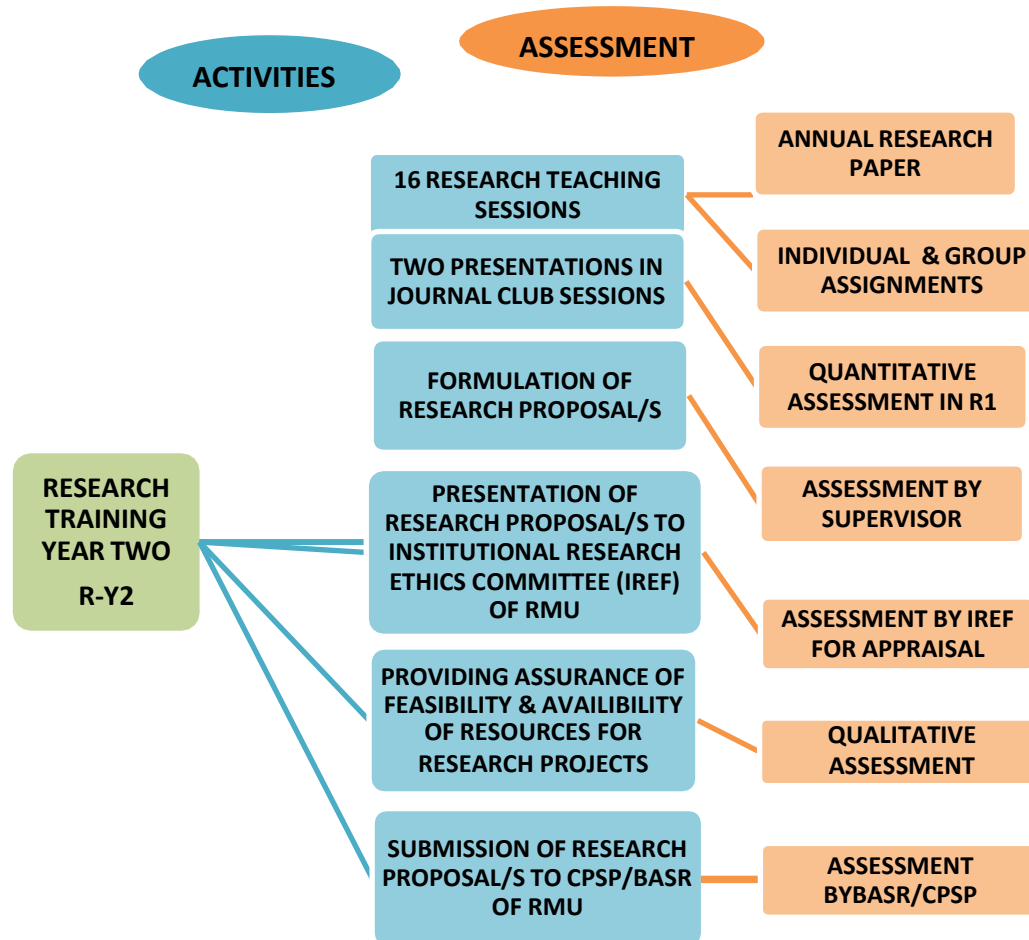 ACTIVITIES
ASSESSMENT
RESEARCH
TRAINING
YEAR TWO
R-Y2
16 RESEARCH TEACHING
SESSIONS
TWO PRESENTATIONS IN
JOURNAL CLUB SESSIONS
FORMULATION OF
RESEARCH PROPOSAL/S
PRESENTATION OF
RESEARCH PROPOSAL/S TO
INSTITUTIONAL RESEARCH
ETHICS COMMITTEE (IREF)
OF RMU
PROVIDING ASSURANCE OF
FEASIBILITY & AVAILIBILITY
OF RESOURCES FOR
RESEARCH PROJECTS
SUBMISSION OF RESEARCH
PROPOSAL/S TO CPSP/BASR
OF RMU
ANNUAL RESEARCH
PAPER
INDIVIDUAL & GROUP
ASSIGNMENTS
QUANTITATIVE
ASSESSMENT IN R1
ASSESSMENT BY
SUPERVISOR
ASSESSMENT BY IREF
FOR APPRAISAL
QUALITATIVE
ASSESSMENT
ASSESSMENT
BYBASR/CPSP